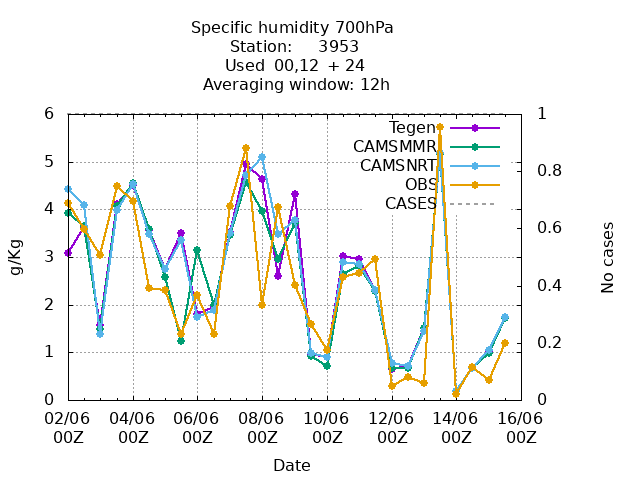 Specific humidity 700hPa
Station: 3953
Used 00,12 + 24
Averaging window: 12h
6 1
Tegen
CAMSMMR
5
CAMSNRT
0.8
OBS
4
CASES
0.6
g/Kg
3
No cases
0.4
2
0.2
1
0 0
02/06 04/06 06/06 08/06 10/06 12/06 14/06 16/06
00Z 00Z 00Z 00Z 00Z 00Z 00Z 00Z
Date